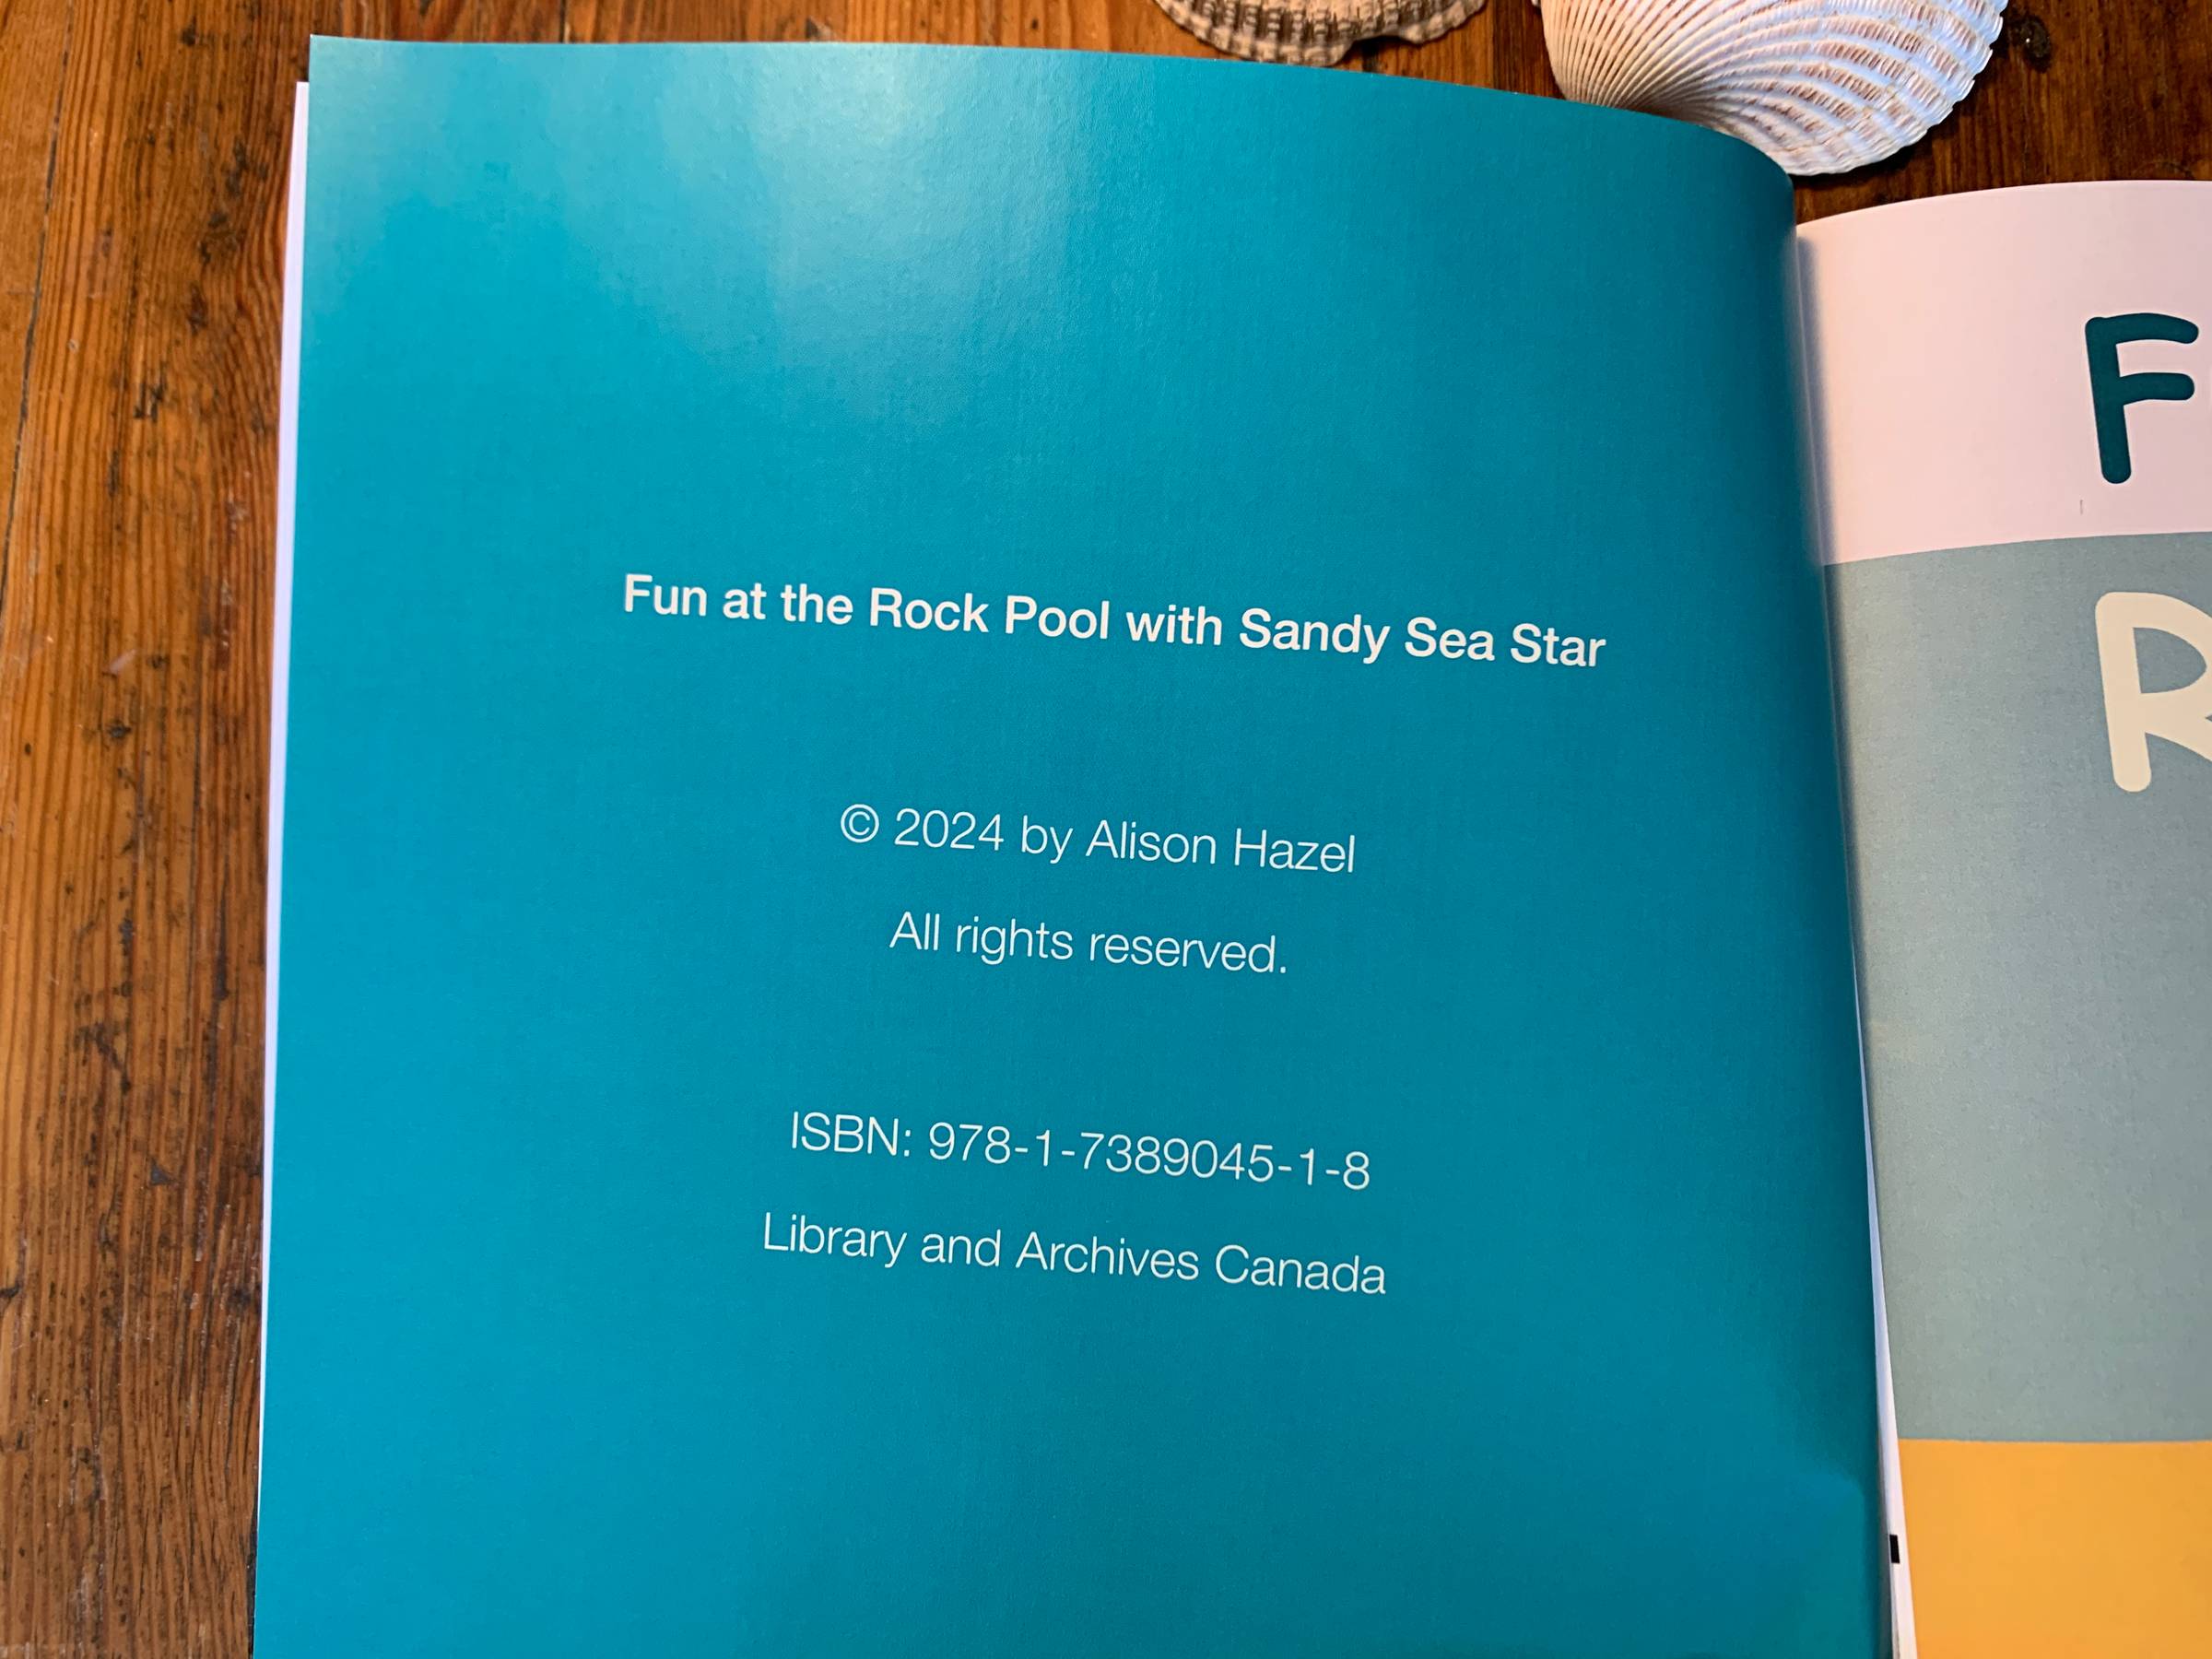 Fun at the Rock Pool with Sandy Sea Star
© 2024 by Alison Hazel
All rights reserved.
ISBN: 978-1-7389045-1-8
Library and Archives Canada
F
R